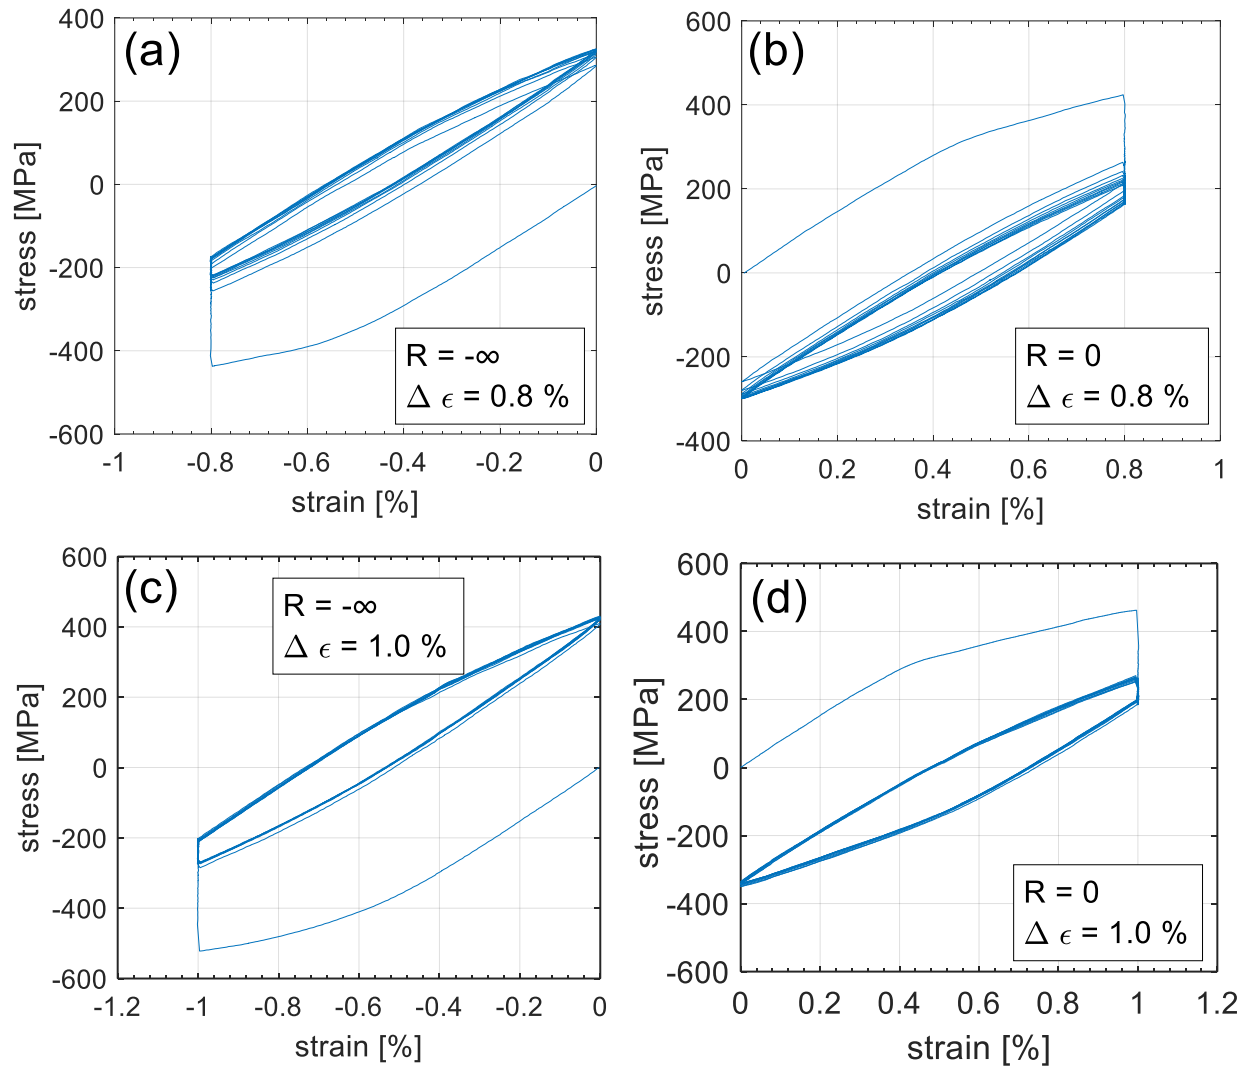 (a)
400
200
0
-200
-400
-600
stress [MPa]
-1 -0.8 -0.6 -0.4 -0.2 0
strain [%]
R = -∞
Δ ϵ = 0.8 %
(b)
600
400
200
0
-200
-400
stress [MPa]
0 0.2 0.4 0.6 0.8 1
strain [%]
R = 0
Δ ϵ = 0.8 %
(c)
600
400
200
0
-200
-400
-600
stress [MPa]
-1.2 -1 -0.8 -0.6 -0.4 -0.2 0
strain [%]
R = -∞
Δ ϵ = 1.0 %
(d)
600
400
200
0
-200
-400
-600
stress [MPa]
0 0.2 0.4 0.6 0.8 1 1.2
strain [%]
R = 0
Δ ϵ = 1.0 %